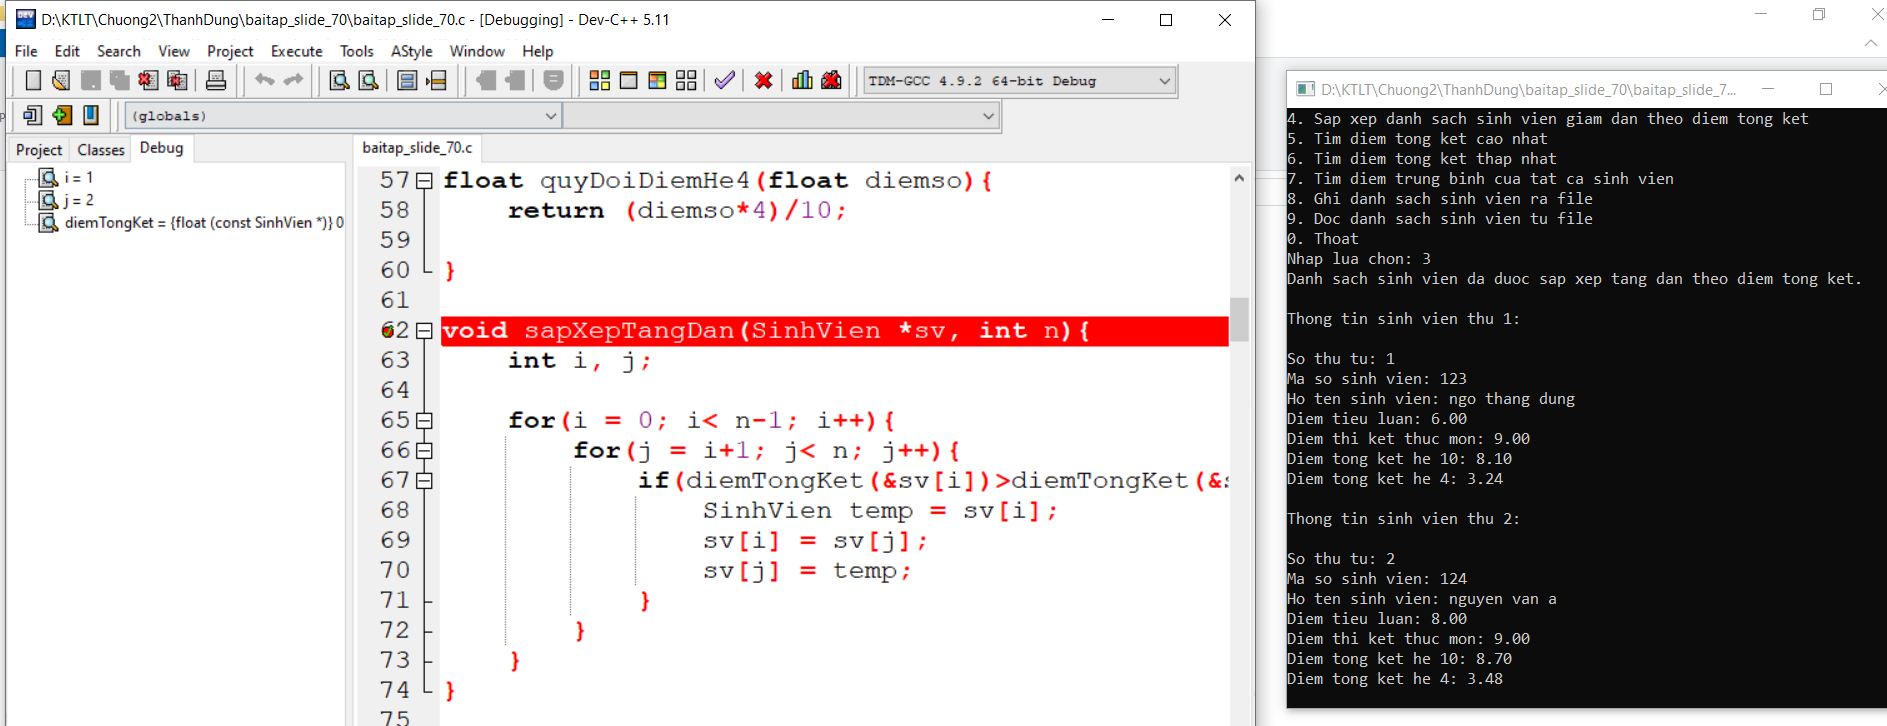 D:\KTLT\Chuong2\ThanhDung\baitap_slide_70\baitap_slide_70.c - [Debugging] - Dev-C++ 5.11
File Edit Search View Project Execute Tools AStyle Window Help
TDM-GCC 4.9.2 64-bit Debug
(globals)
Project Classes Debug
i = 1
j = 2
diemTongKet = {float (const SinhVien *)} 0
baitap_slide_70.c
57 float quyDoiDiemHe4(float diemso){
58 return (diemso*4)/10;
59
60 }
61
62 void sapXepTangDan(SinhVien *sv, int n){
63 int i, j;
64
65 for(i = 0; i< n-1; i++){
66 for(j = i+1; j< n; j++){
67 if(diemTongKet(&sv[i])>diemTongKet(&
68 SinhVien temp = sv[i];
69 sv[i] = sv[j];
70 sv[j] = temp;
71 }
72 }
73 }
74 }
75
D:\KTLT\Chuong2\ThanhDung\baitap_slide_70\baitap_slide_7...
4. Sap xep danh sach sinh vien giam dan theo diem tong ket
5. Tim diem tong ket cao nhat
6. Tim diem tong ket thap nhat
7. Tim diem trung binh cua tat ca sinh vien
8. Ghi danh sach sinh vien ra file
9. Doc danh sach sinh vien tu file
0. Thoat
Nhap lua chon: 3
Danh sach sinh vien da duoc sap xep tang dan theo diem tong ket.
Thong tin sinh vien thu 1:
So thu tu: 1
Ma so sinh vien: 123
Ho ten sinh vien: ngo thang dung
Diem tieu luan: 6.00
Diem thi ket thuc mon: 9.00
Diem tong ket he 10: 8.10
Diem tong ket he 4: 3.24
Thong tin sinh vien thu 2:
So thu tu: 2
Ma so sinh vien: 124
Ho ten sinh vien: nguyen van a
Diem tieu luan: 8.00
Diem thi ket thuc mon: 9.00
Diem tong ket he 10: 8.70
Diem tong ket he 4: 3.48